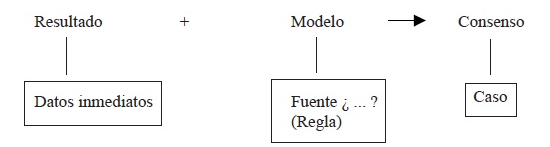 Resultado + Modelo → Consenso
Datos inmediatos
Fuente ¿ ... ?
(Regla)
Caso